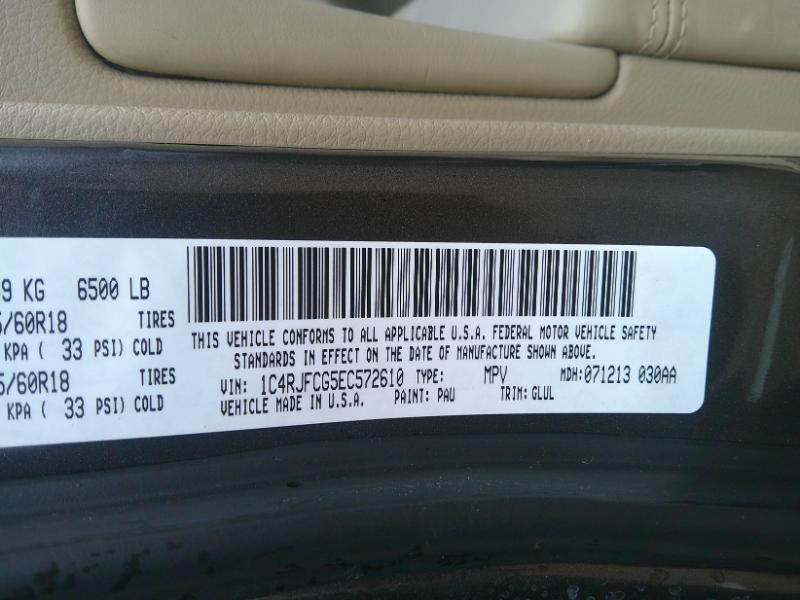 9 KG 6500 LB
5/60R18 TIRES
KPA ( 33 PSI) COLD
5/60R18 TIRES
KPA ( 33 PSI) COLD
THIS VEHICLE CONFORMS TO ALL APPLICABLE U.S.A. FEDERAL MOTOR VEHICLE SAFETY
STANDARDS IN EFFECT ON THE DATE OF MANUFACTURE SHOWN ABOVE.
VIN: 1C4RJFCG5EC572610 TYPE: MPV MDH:071213 030AA
VEHICLE MADE IN U.S.A. PAINT: PAU TRIM: GLUL